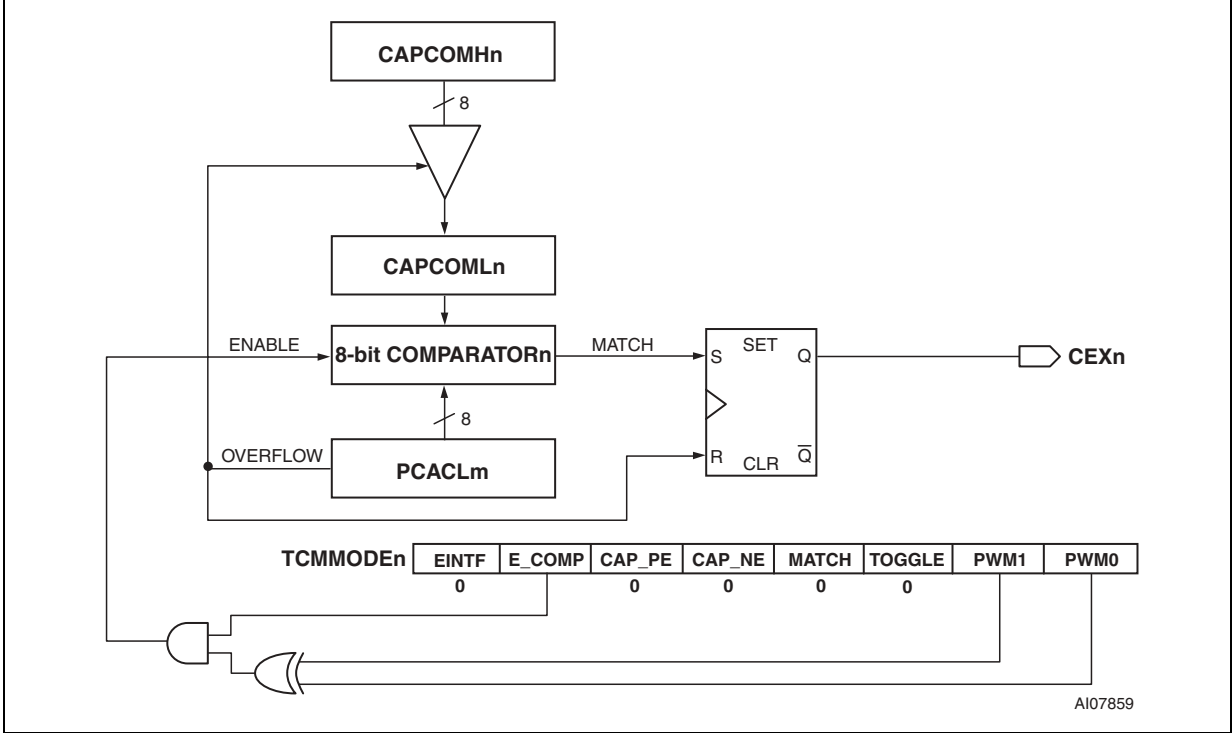 CAPCOMHn
8
CAPCOMLn
ENABLE
8-bit COMPARATORn
MATCH
S SET Q
CEXn
8
OVERFLOW
PCACLm
R CLR Q̅
TCMMODEn EINTF E_COMP CAP_PE CAP_NE MATCH TOGGLE PWM1 PWM0
0 0 0 0 0
AI07859